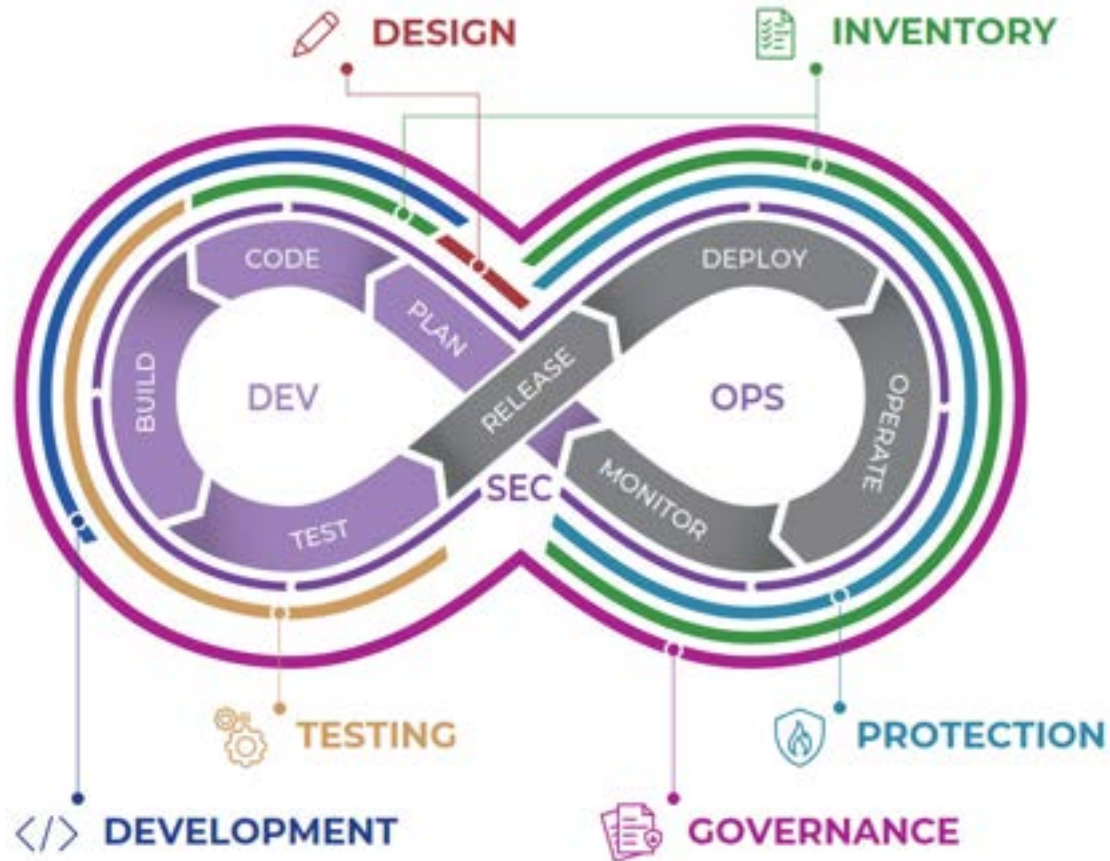 DESIGN
INVENTORY
CODE
DEPLOY
PLAN
BUILD
DEV
RELEASE
OPS
OPERATE
SEC
MONITOR
TEST
TESTING
PROTECTION
</> DEVELOPMENT
GOVERNANCE